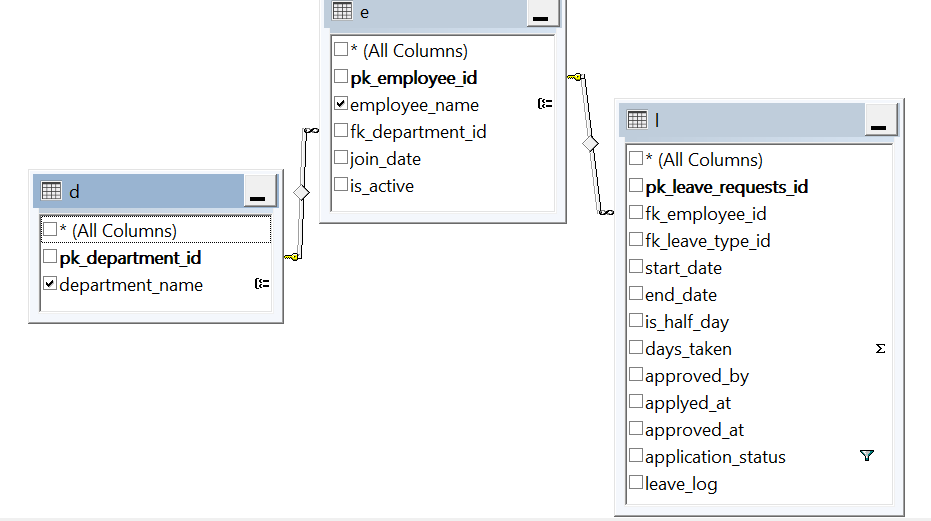 e
* (All Columns)
pk_employee_id
employee_name
fk_department_id
join_date
is_active
d
* (All Columns)
pk_department_id
department_name
l
* (All Columns)
pk_leave_requests_id
fk_employee_id
fk_leave_type_id
start_date
end_date
is_half_day
days_taken
approved_by
applyed_at
approved_at
application_status
leave_log